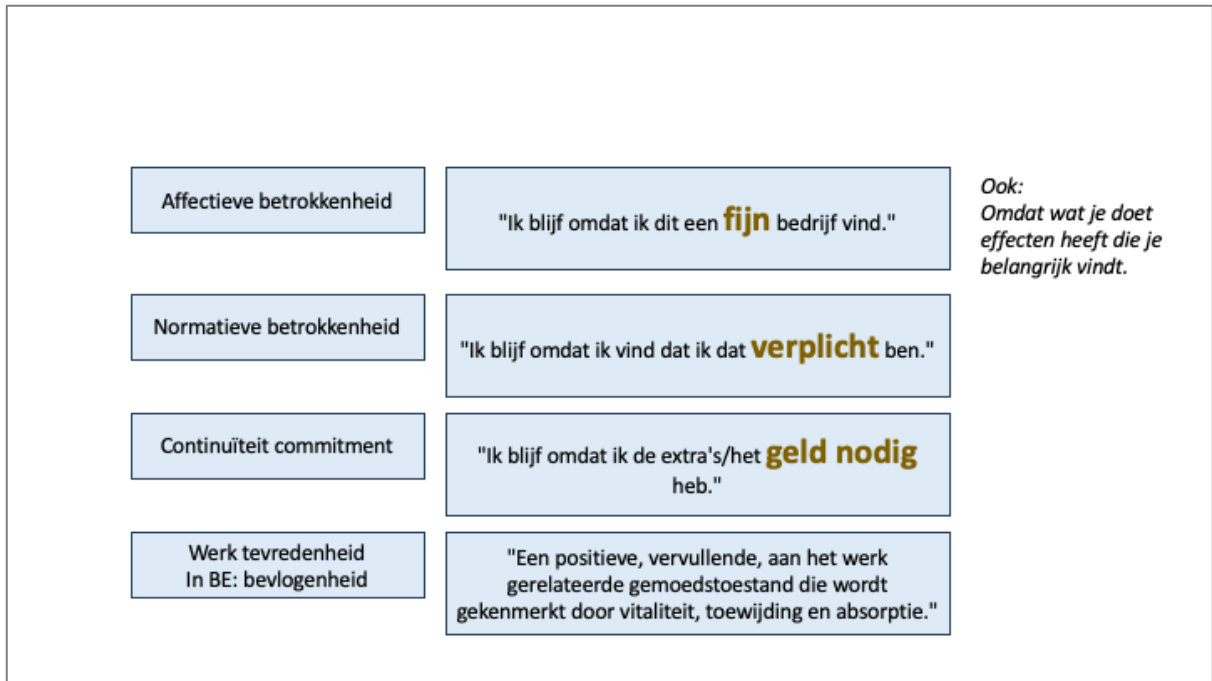 Affectieve betrokkenheid
"Ik blijf omdat ik dit een fijn bedrijf vind."
Ook:
Omdat wat je doet
effecten heeft die je
belangrijk vindt.
Normatieve betrokkenheid
"Ik blijf omdat ik vind dat ik dat verplicht ben."
Continuïteit commitment
"Ik blijf omdat ik de extra's/het geld nodig
heb."
Werk tevredenheid
In BE: bevlogenheid
"Een positieve, vervullende, aan het werk
gerelateerde gemoedstoestand die wordt
gekenmerkt door vitaliteit, toewijding en absorptie."